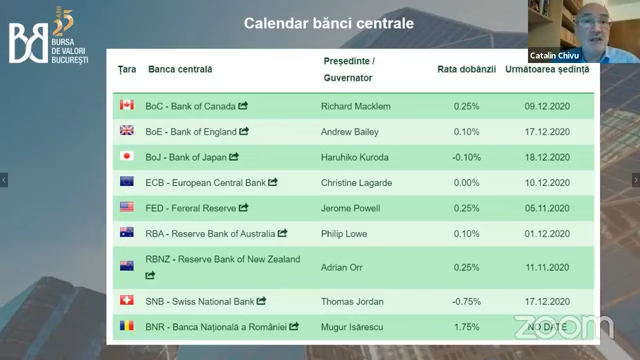 25 ANI
BURSA
DE VALORI
BUCUREȘTI
Calendar bănci centrale
Catalin Chivu
Țara Banca centrală Președinte / Guvernator Rata dobânzii Următoarea ședință
BoC - Bank of Canada Richard Macklem 0.25% 09.12.2020
BoE - Bank of England Andrew Bailey 0.10% 17.12.2020
BoJ - Bank of Japan Haruhiko Kuroda -0.10% 18.12.2020
ECB - European Central Bank Christine Lagarde 0.00% 10.12.2020
FED - Fereral Reserve Jerome Powell 0.25% 05.11.2020
RBA - Reserve Bank of Australia Philip Lowe 0.10% 01.12.2020
RBNZ - Reserve Bank of New Zealand Adrian Orr 0.25% 11.11.2020
SNB - Swiss National Bank Thomas Jordan -0.75% 17.12.2020
BNR - Banca Națională a României Mugur Isărescu 1.75% NO DATE
zoom